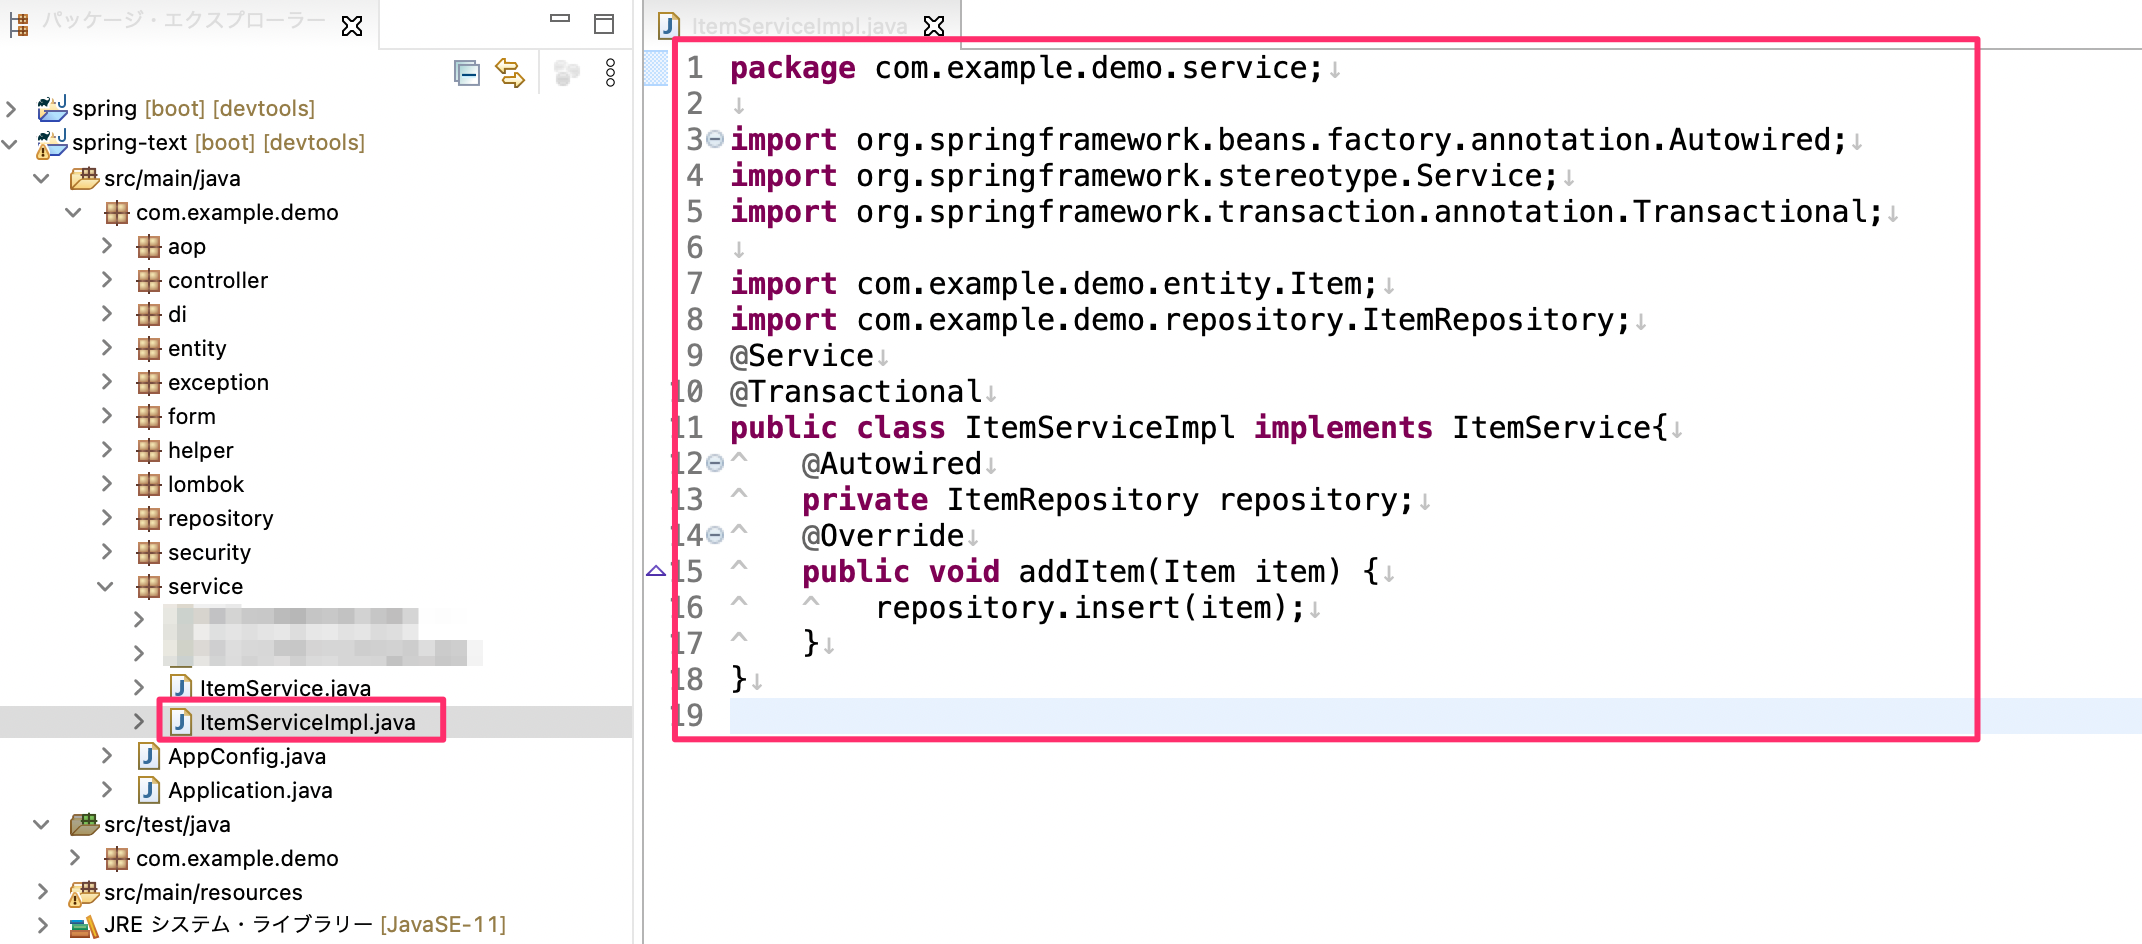 パッケージ・エクスプローラー
spring [boot] [devtools]
spring-text [boot] [devtools]
src/main/java
com.example.demo
aop
controller
di
entity
exception
form
helper
lombok
repository
security
service
ItemService.java
ItemServiceImpl.java
AppConfig.java
Application.java
src/test/java
com.example.demo
src/main/resources
JRE システム・ライブラリー [JavaSE-11]
ItemServiceImpl.java
1 package com.example.demo.service;↓
2 ↓
3 import org.springframework.beans.factory.annotation.Autowired;↓
4 import org.springframework.stereotype.Service;↓
5 import org.springframework.transaction.annotation.Transactional;↓
6 ↓
7 import com.example.demo.entity.Item;↓
8 import com.example.demo.repository.ItemRepository;↓
9 @Service↓
10 @Transactional↓
11 public class ItemServiceImpl implements ItemService{↓
12 ^ @Autowired↓
13 ^ private ItemRepository repository;↓
14 ^ @Override↓
15 ^ public void addItem(Item item) {↓
16 ^ ^ repository.insert(item);↓
17 ^ }↓
18 }↓
19